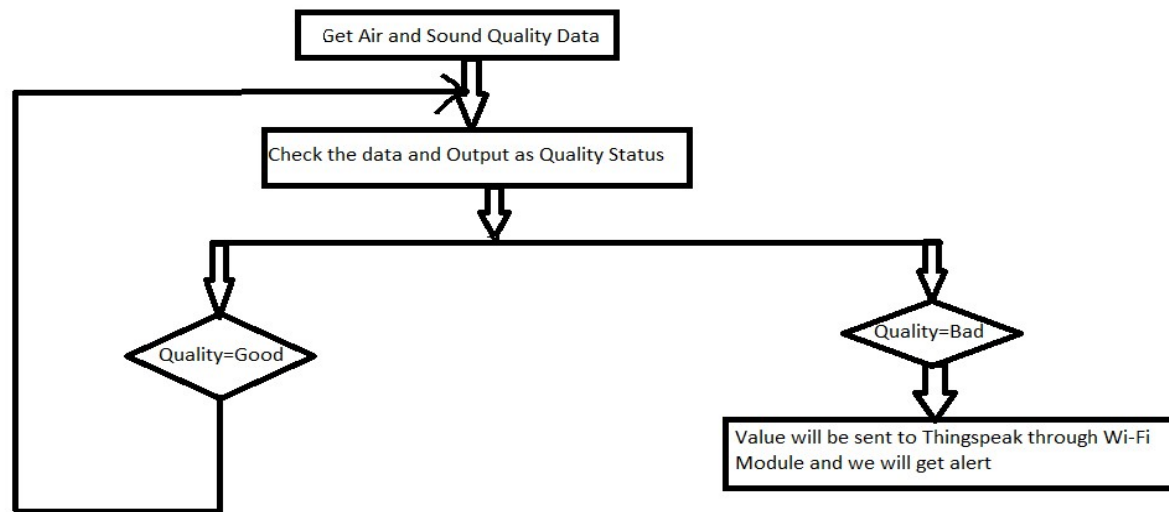 Get Air and Sound Quality Data
Check the data and Output as Quality Status
Quality=Good
Quality=Bad
Value will be sent to Thingspeak through Wi-Fi
Module and we will get alert